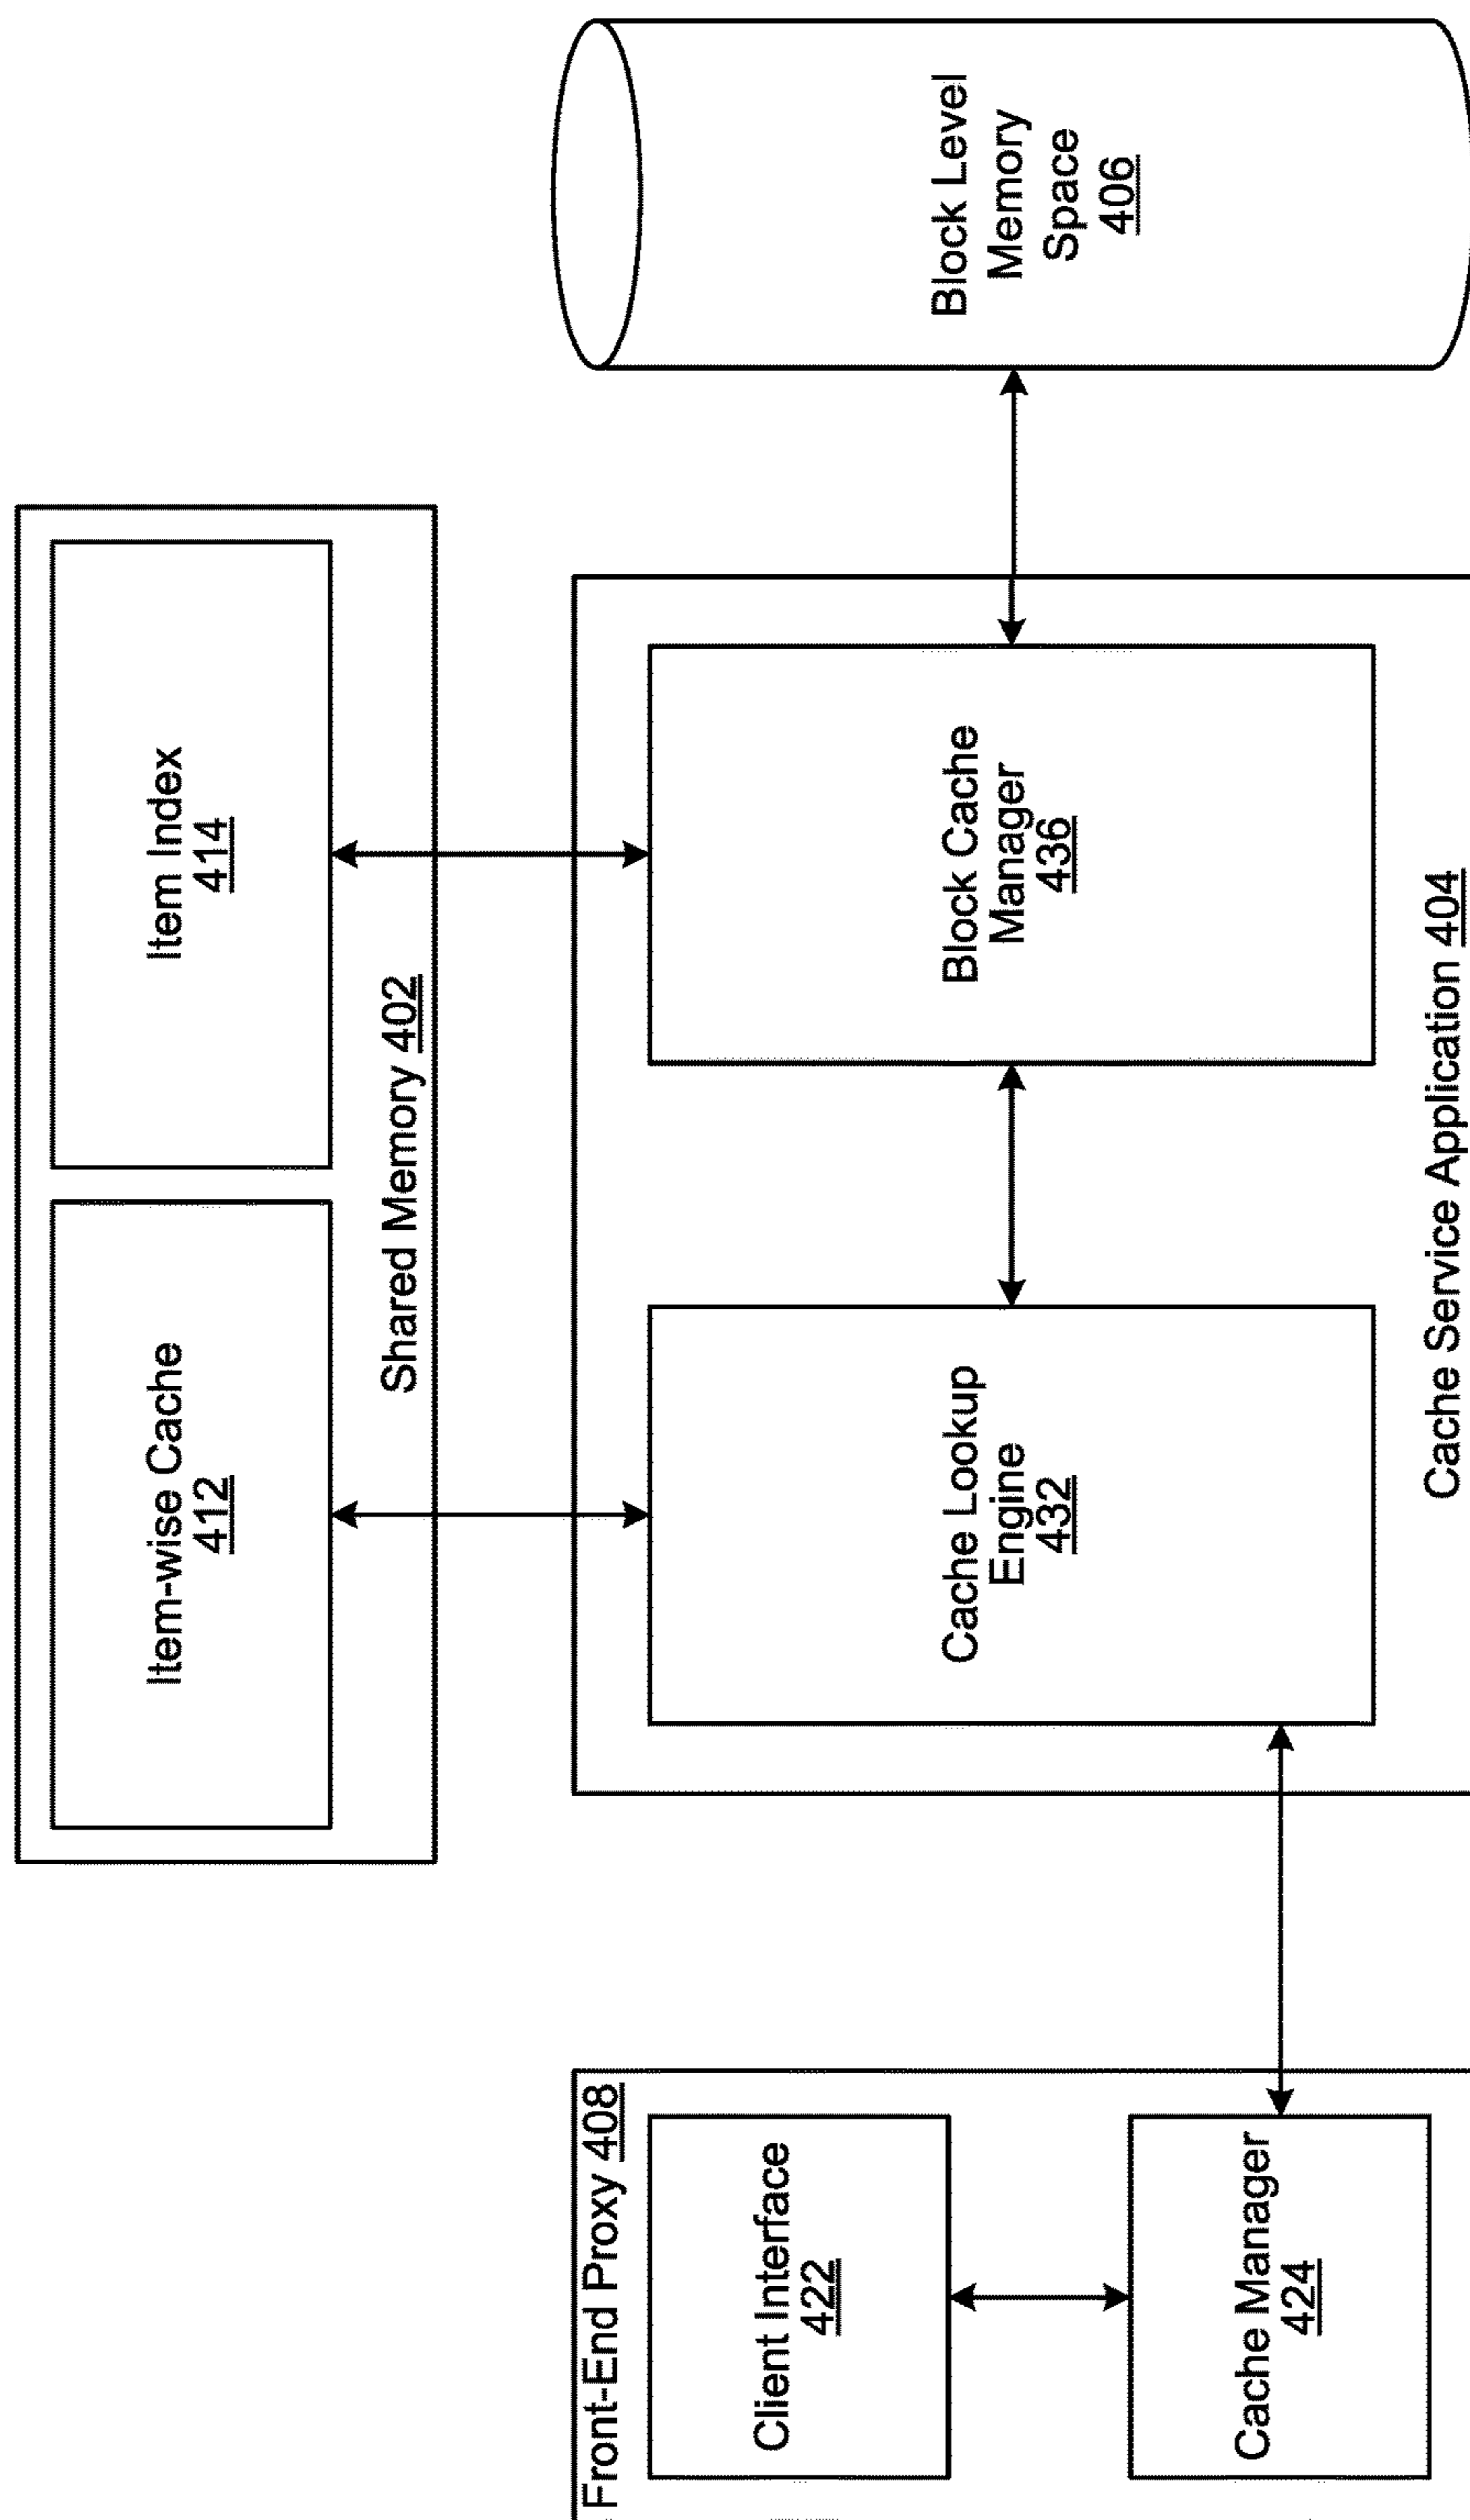 Item-wise Cache
412
Item Index
414
Shared Memory 402
Front-End Proxy 408
Client Interface
422
Cache Manager
424
Cache Lookup
Engine
432
Block Cache
Manager
436
Cache Service Application 404
Block Level
Memory
Space
406